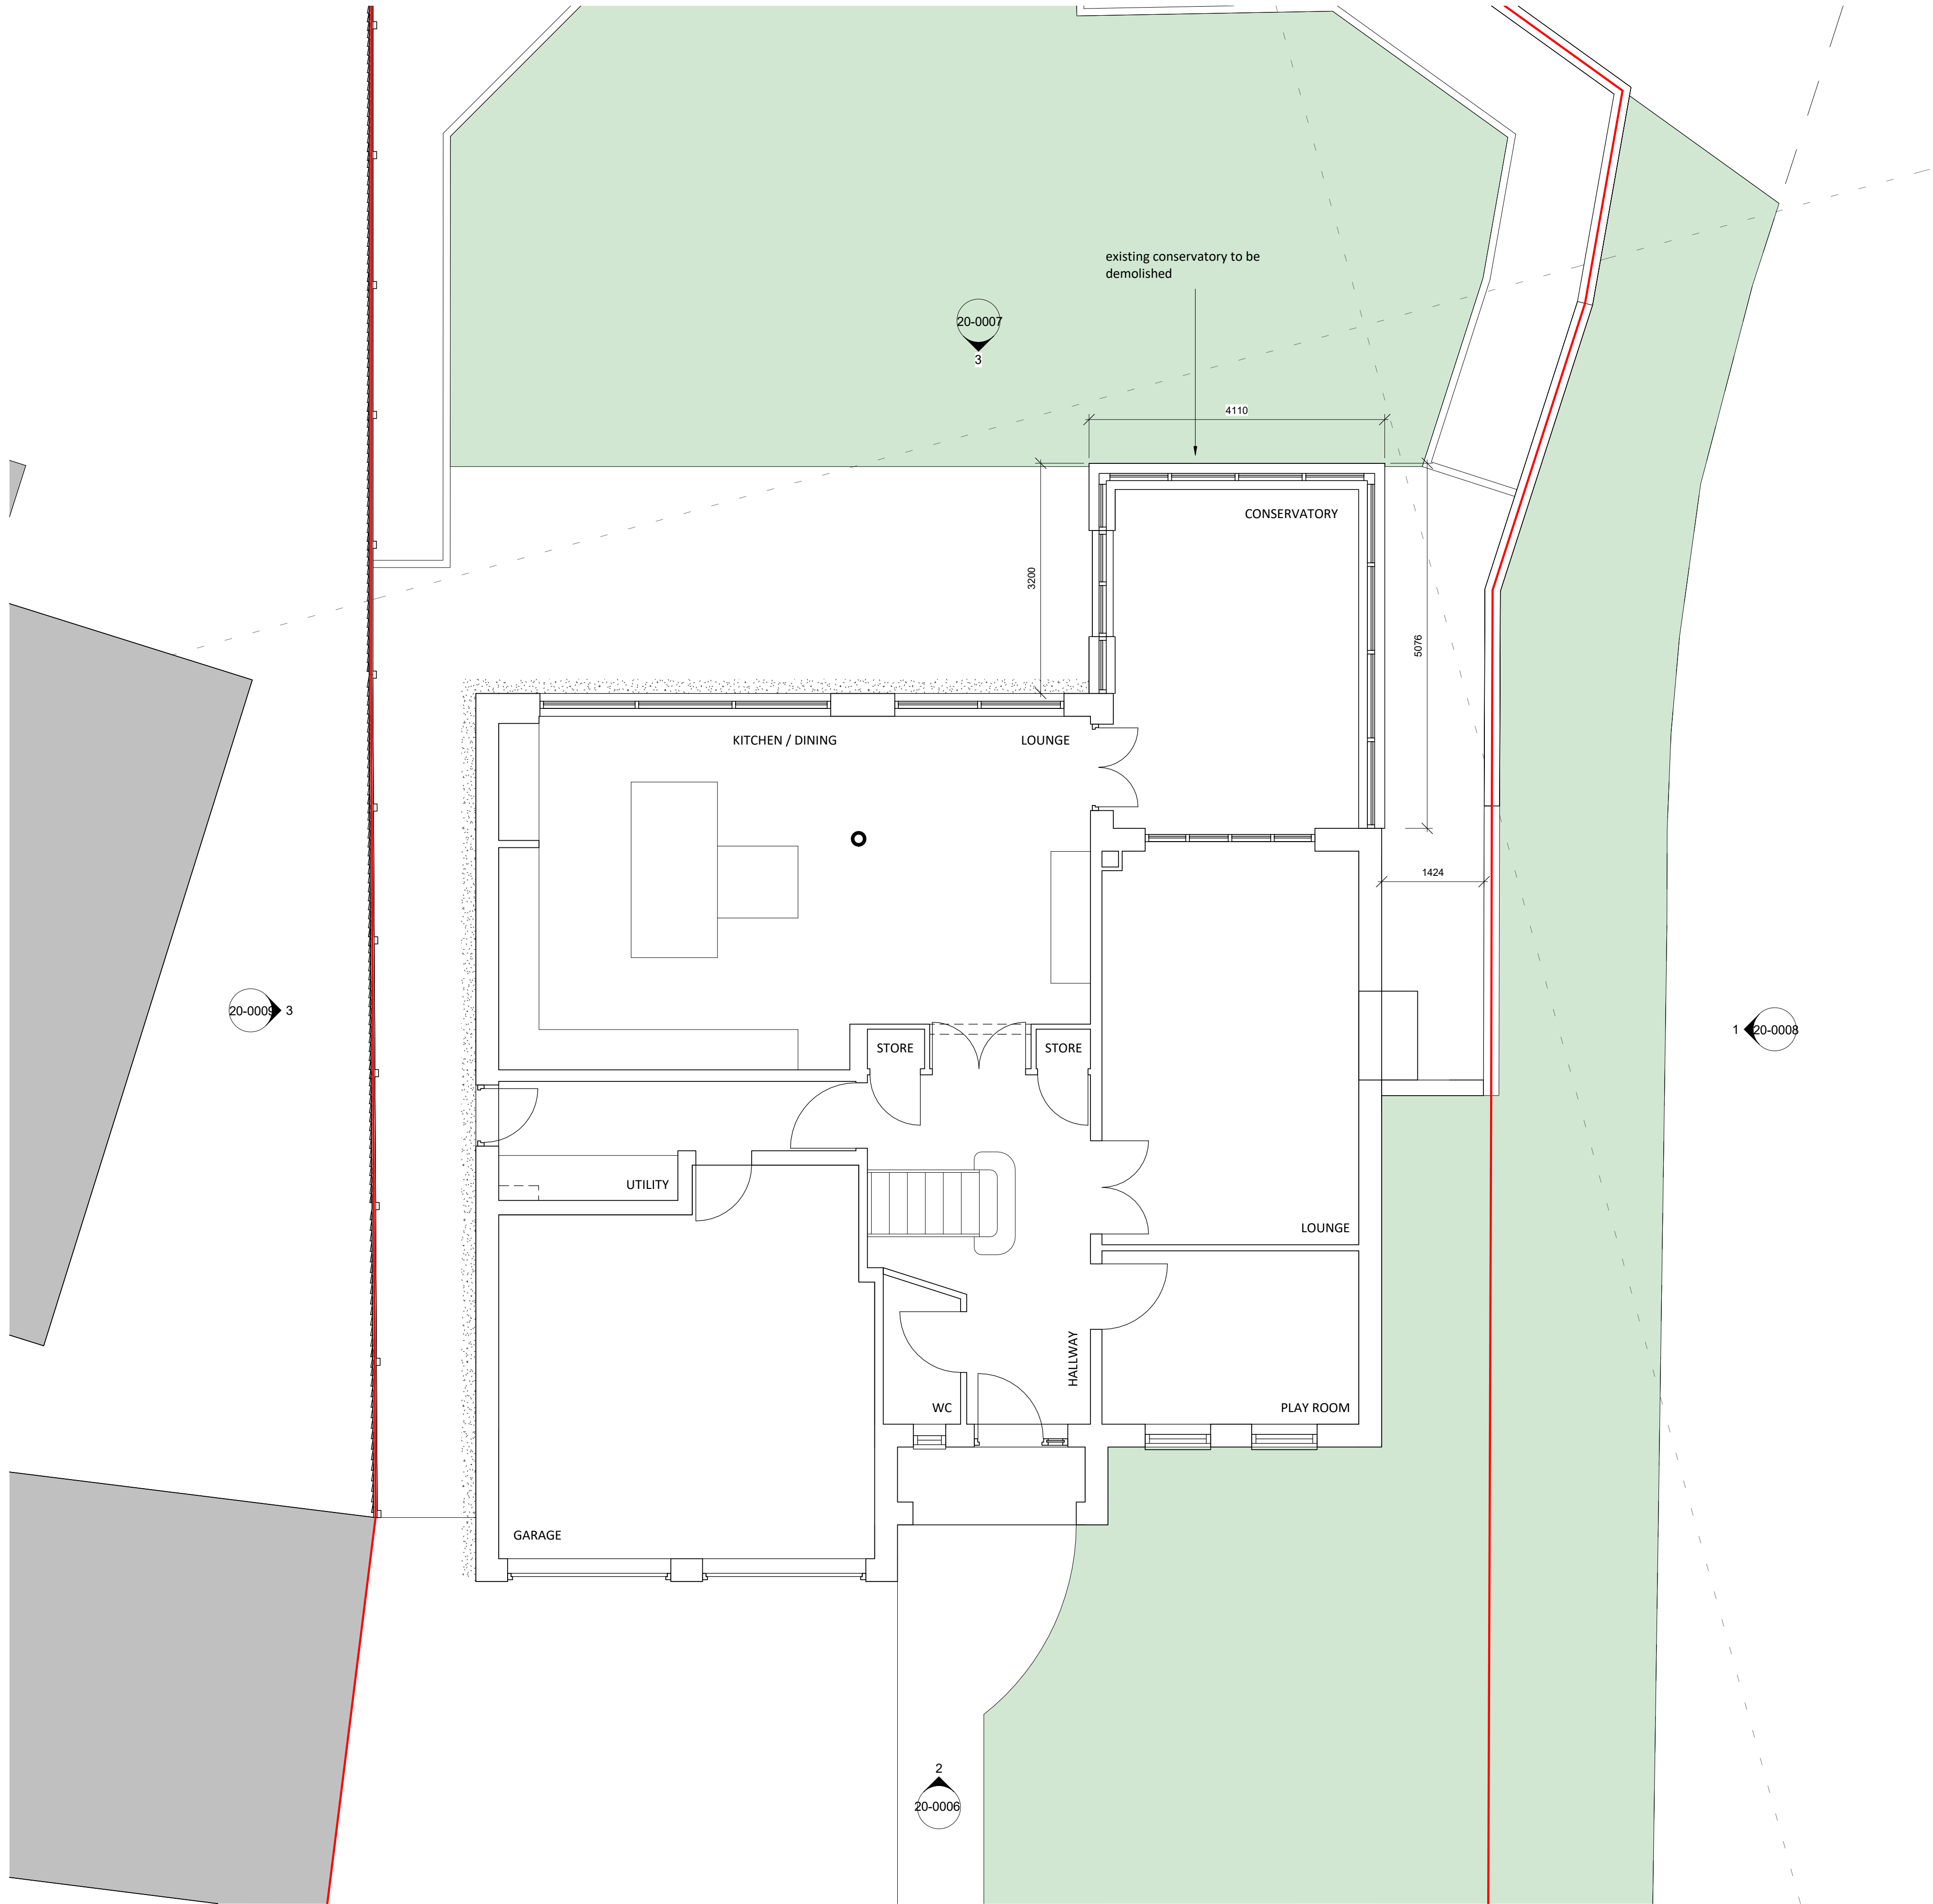 existing conservatory to be
demolished
20-0007
3
4110
CONSERVATORY
3200
5076
KITCHEN / DINING
LOUNGE
1424
20-0009
3
1
20-0008
STORE
STORE
UTILITY
LOUNGE
HALLWAY
WC
PLAY ROOM
GARAGE
2
20-0006